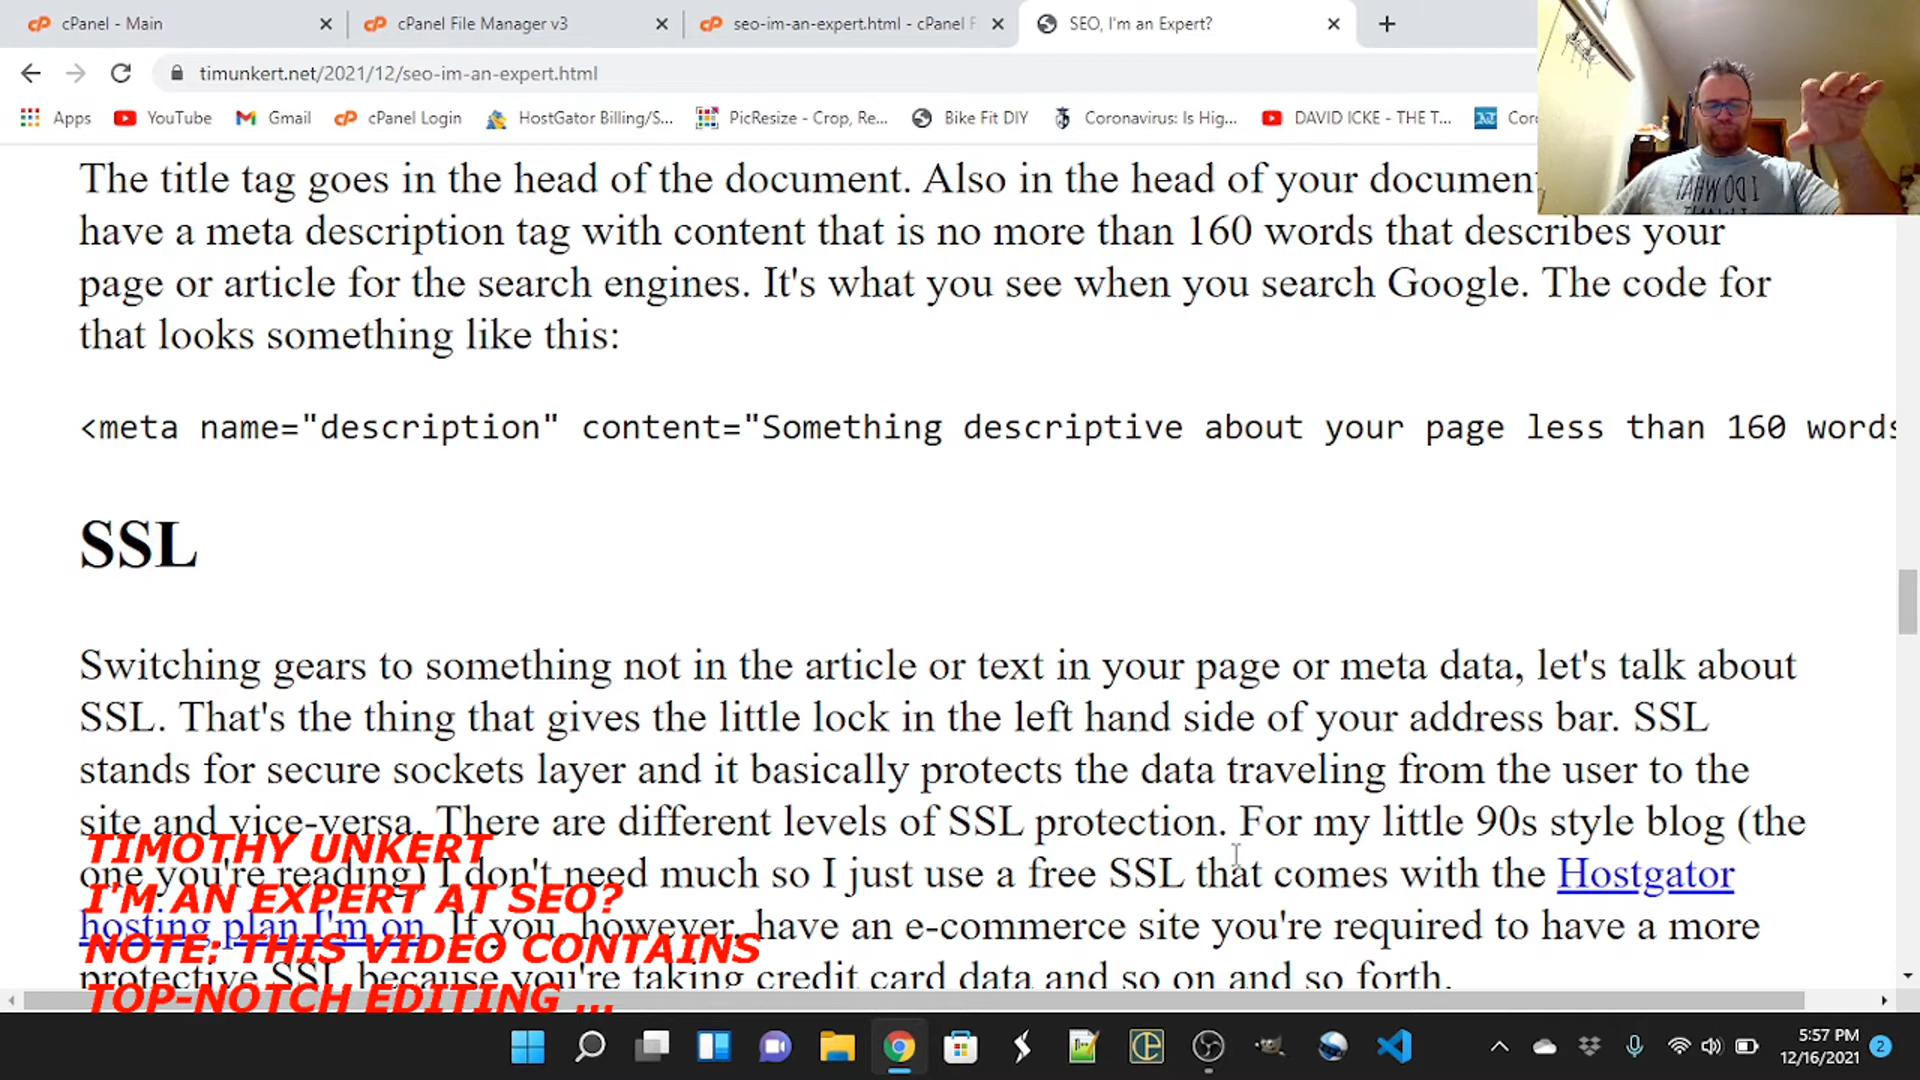 cPanel - Main
cPanel File Manager v3
seo-im-an-expert.html - cPanel F
SEO, I'm an Expert?
timunkert.net/2021/12/seo-im-an-expert.html
Apps
YouTube
Gmail
cPanel Login
HostGator Billing/S...
PicResize - Crop, Re...
Bike Fit DIY
Coronavirus: Is Hig...
DAVID ICKE - THE T...
I DO WHAT
The title tag goes in the head of the document. Also in the head of your documen
have a meta description tag with content that is no more than 160 words that describes your
page or article for the search engines. It's what you see when you search Google. The code for
that looks something like this:
<meta name="description" content="Something descriptive about your page less than 160 words
SSL
Switching gears to something not in the article or text in your page or meta data, let's talk about
SSL. That's the thing that gives the little lock in the left hand side of your address bar. SSL
stands for secure sockets layer and it basically protects the data traveling from the user to the
site and vice-versa. There are different levels of SSL protection. For my little 90s style blog (the
one you're reading) I don't need much so I just use a free SSL that comes with the Hostgator
hosting plan I'm on. If you, however, have an e-commerce site you're required to have a more
protective SSL because you're taking credit card data and so on and so forth.
TIMOTHY UNKERT
I'M AN EXPERT AT SEO?
NOTE: THIS VIDEO CONTAINS
TOP-NOTCH EDITING ...
5:57 PM
12/16/2021
2